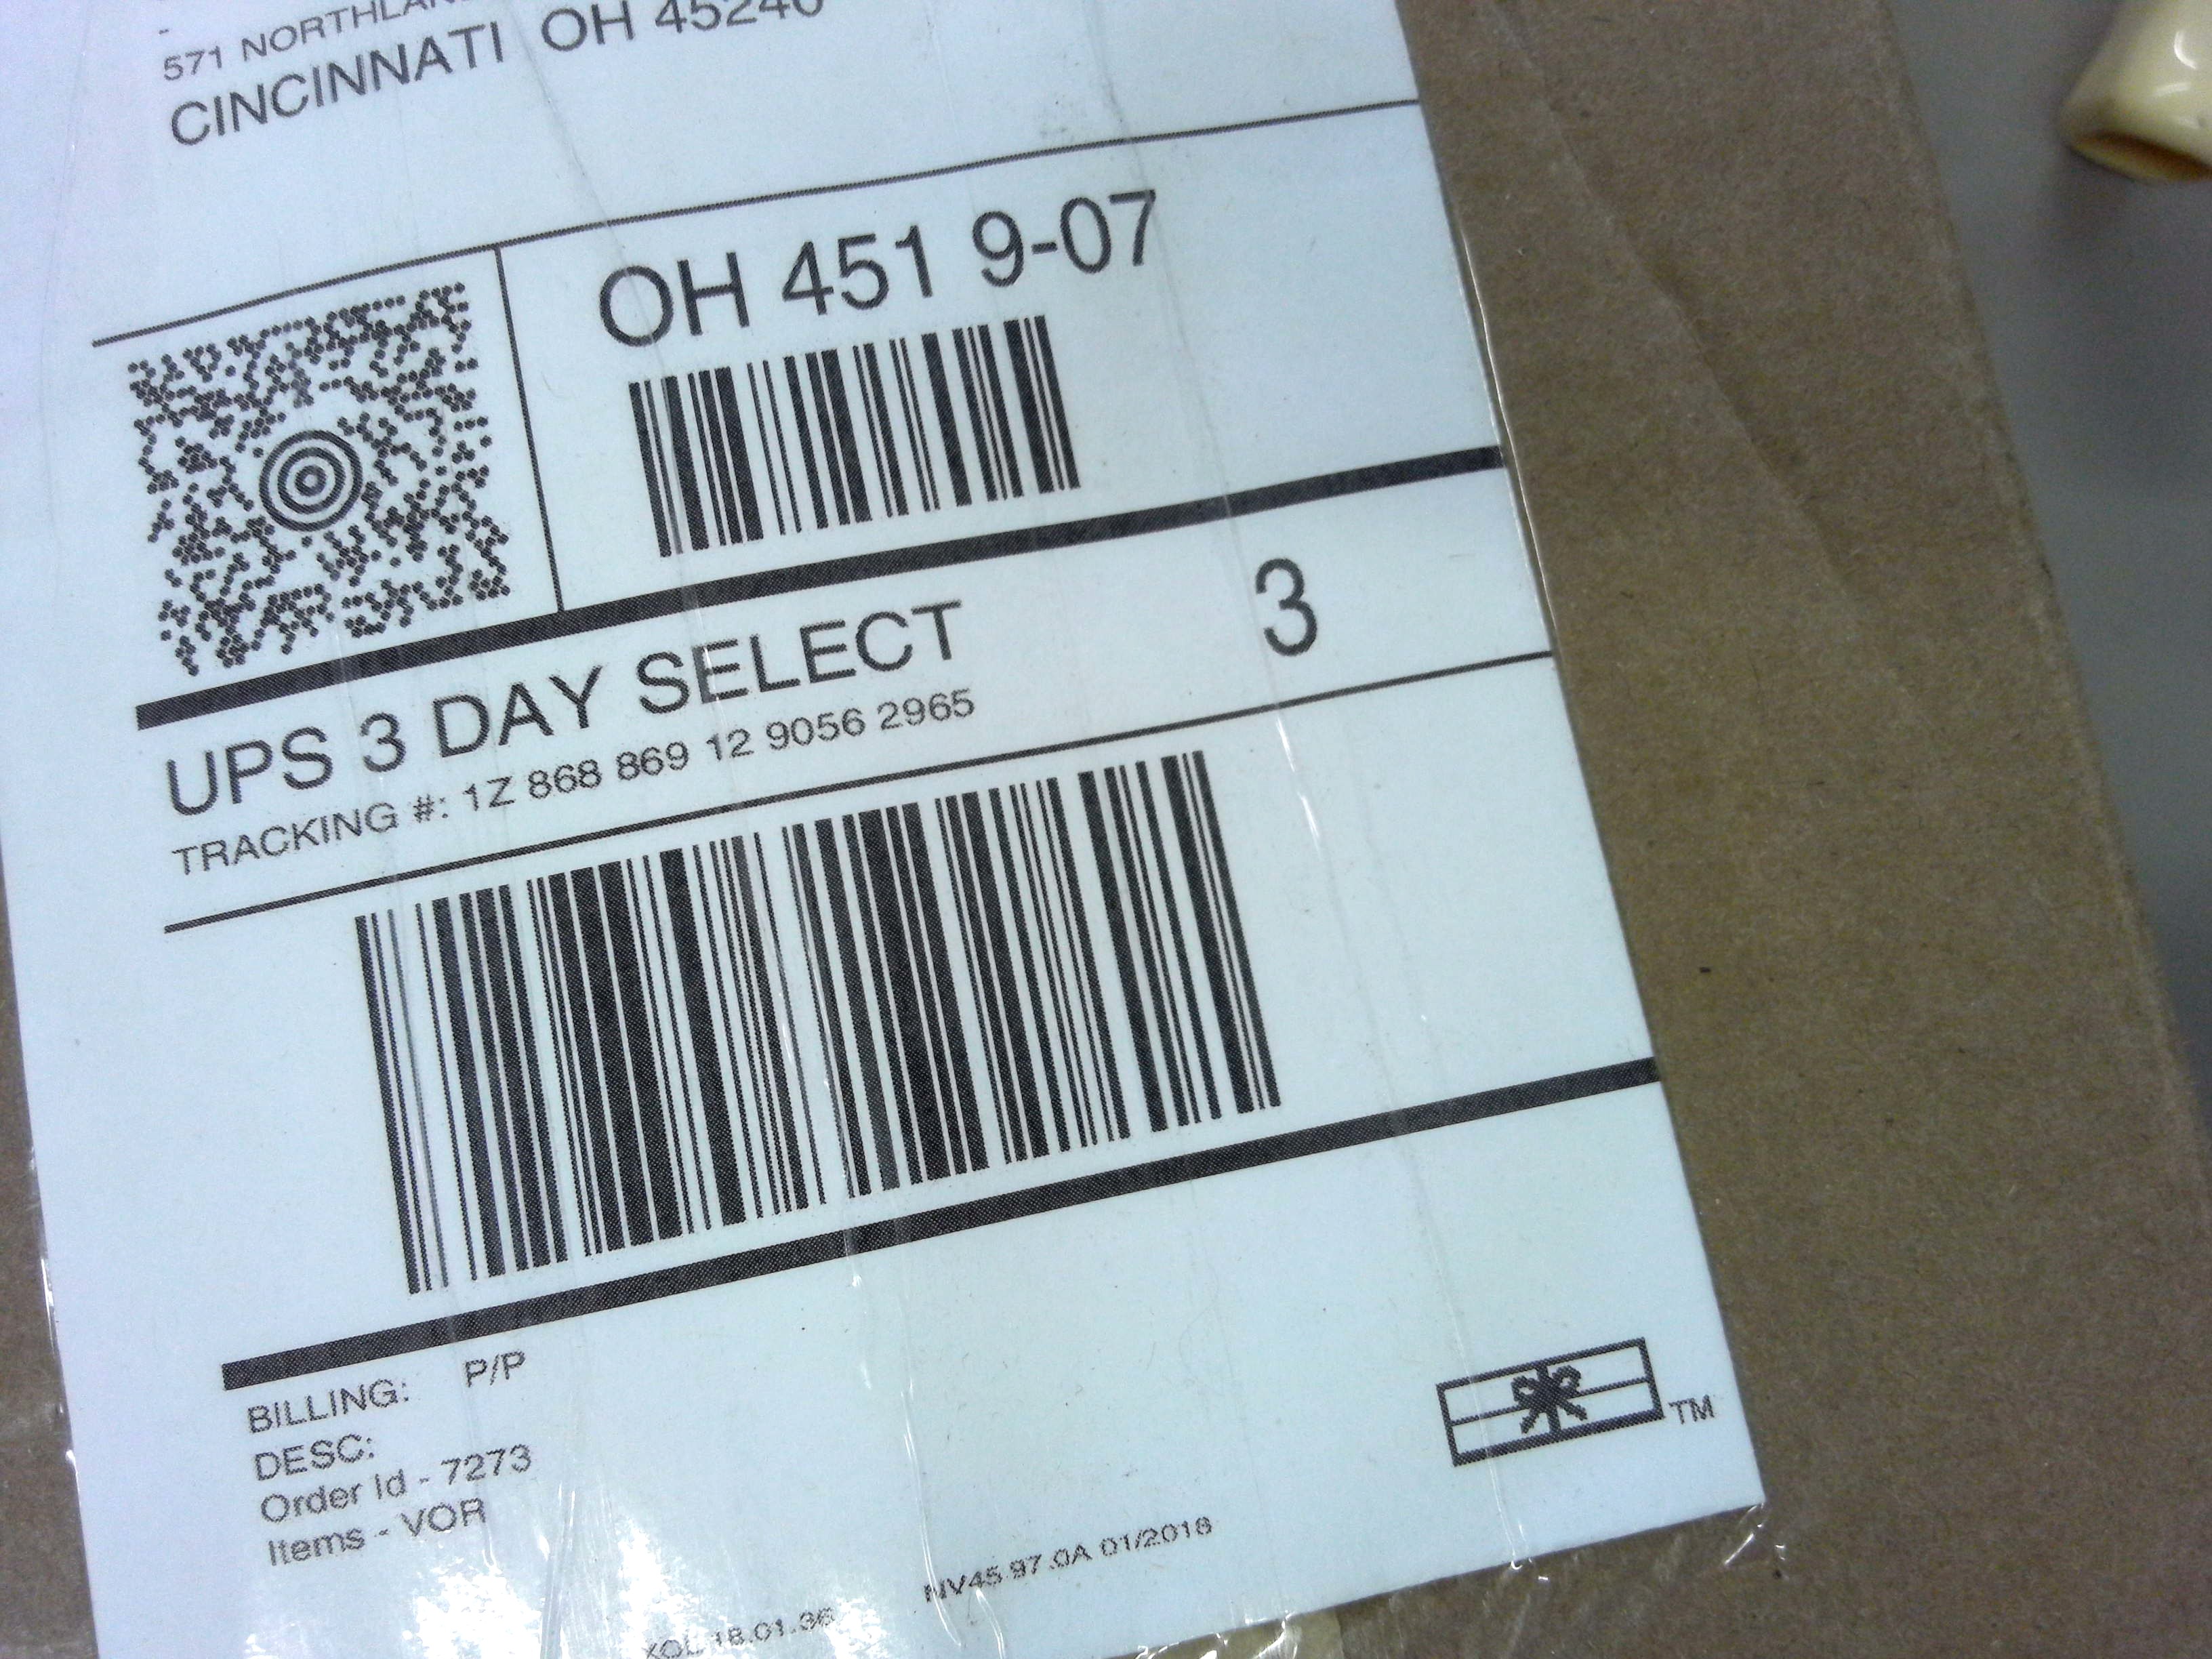 -
571 NORTHLAN
CINCINNATI OH 45240
OH 451 9-07
UPS 3 DAY SELECT 3
TRACKING #: 1Z 868 869 12 9056 2965
BILLING: P/P
DESC:
Order Id - 7273
Items - VOR
TM
XOL 18.01.36 NV45 97.0A 01/2018